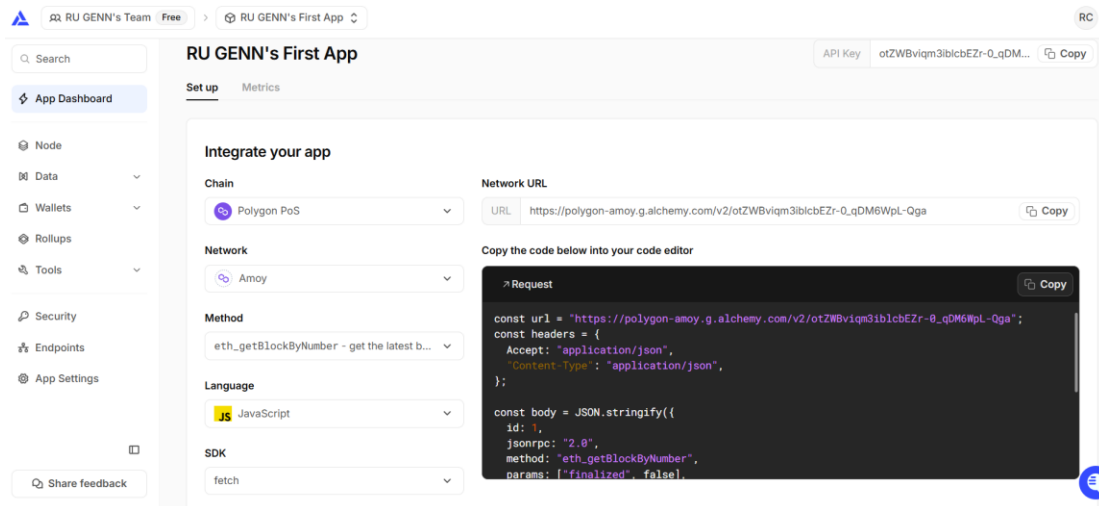 RU GENN's Team Free
RU GENN's First App
RC
Search
App Dashboard
Node
Data
Wallets
Rollups
Tools
Security
Endpoints
App Settings
Share feedback
RU GENN's First App
API Key otZWBviqm3iblcbEZr-0_qDM... Copy
Set up Metrics
Integrate your app
Chain
Polygon PoS
Network
Amoy
Method
eth_getBlockByNumber - get the latest b...
Language
JS JavaScript
SDK
fetch
Network URL
URL https://polygon-amoy.g.alchemy.com/v2/otZWBviqm3iblcbEZr-0_qDM6WpL-Qga Copy
Copy the code below into your code editor
Request Copy
const url = "https://polygon-amoy.g.alchemy.com/v2/otZWBviqm3iblcbEZr-0_qDM6WpL-Qga";
const headers = {
Accept: "application/json",
"Content-Type": "application/json",
};
const body = JSON.stringify({
id: 1,
jsonrpc: "2.0",
method: "eth_getBlockByNumber",
params: ["finalized", false],